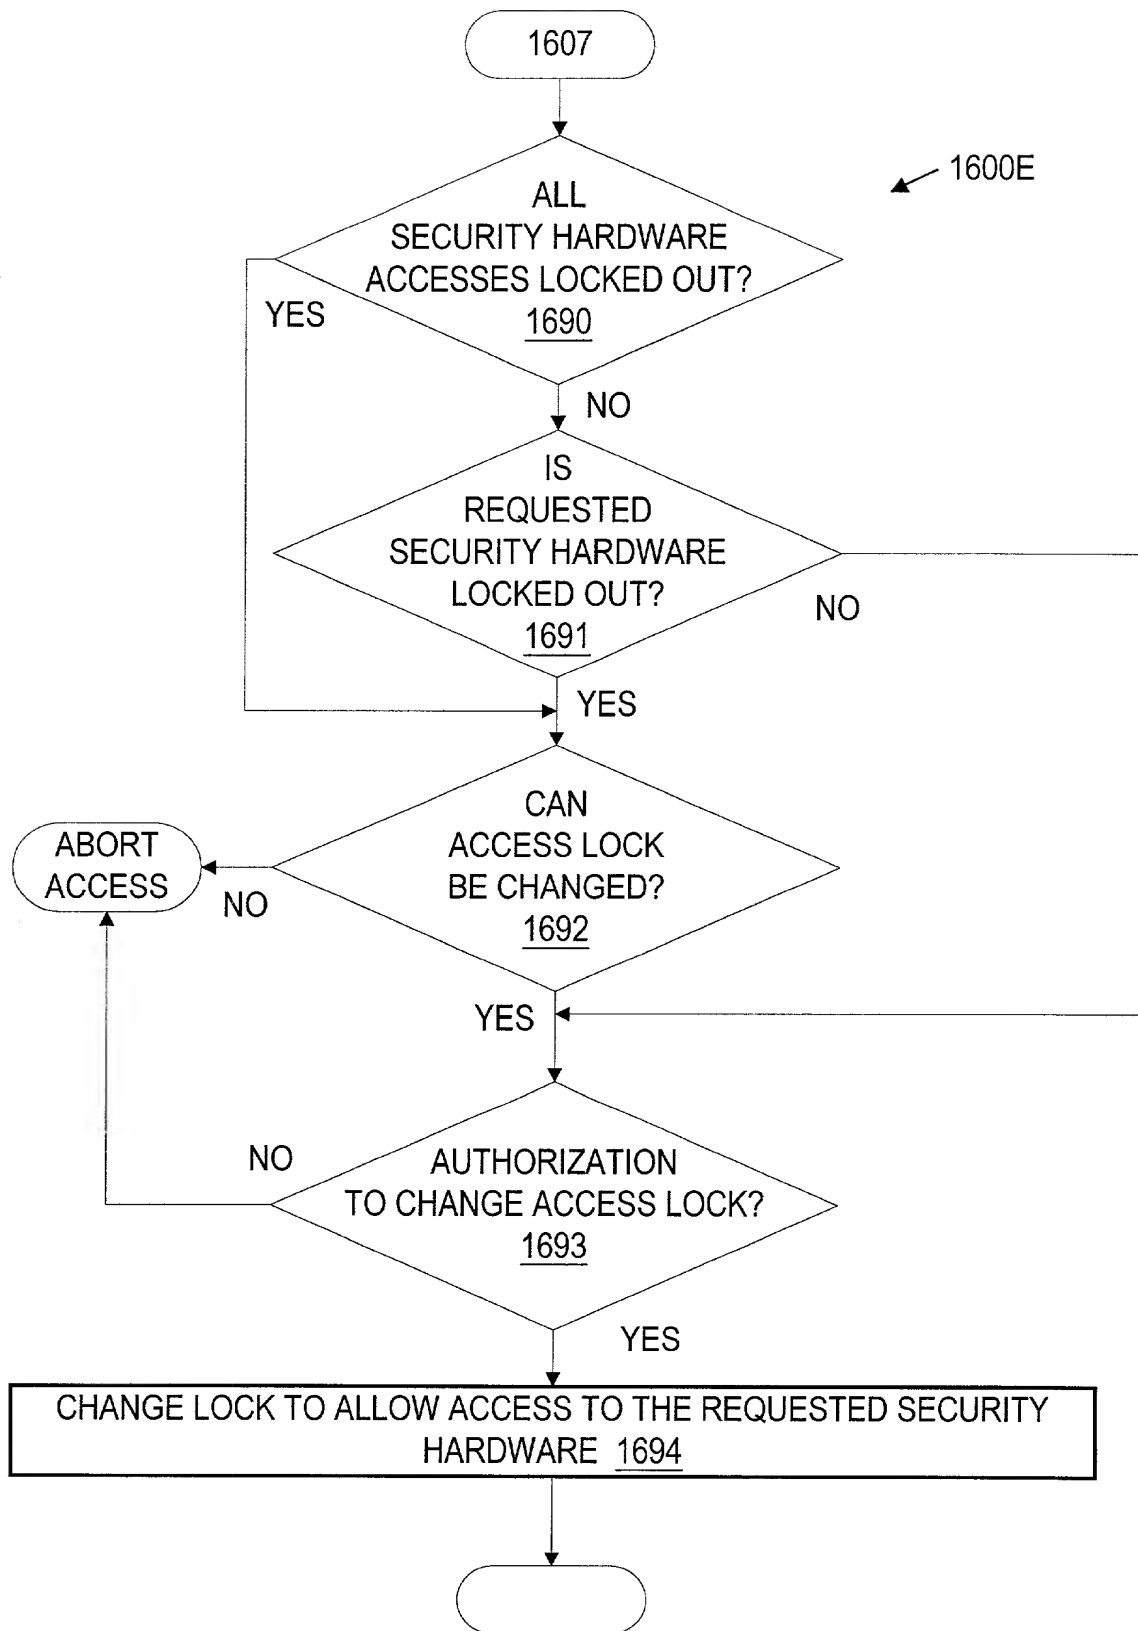 1607
1600E
ALL
SECURITY HARDWARE
ACCESSES LOCKED OUT?
1690
YES
NO
IS
REQUESTED
SECURITY HARDWARE
LOCKED OUT?
1691
NO
YES
CAN
ACCESS LOCK
BE CHANGED?
1692
ABORT
ACCESS
NO
YES
NO
AUTHORIZATION
TO CHANGE ACCESS LOCK?
1693
YES
CHANGE LOCK TO ALLOW ACCESS TO THE REQUESTED SECURITY
HARDWARE 1694